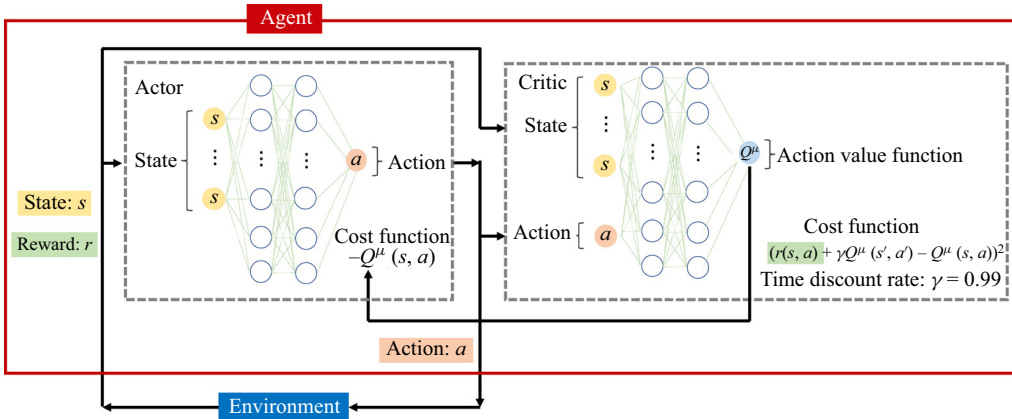 Agent
Actor
s
⋮
s
State
a
Action
Cost function
−Q^μ (s, a)
Critic
State
s
⋮
s
Action
a
Q^μ
Action value function
Cost function
(r(s, a) + γQ^μ (s′, a′) − Q^μ (s, a))²
Time discount rate: γ = 0.99
State: s
Reward: r
Action: a
Environment